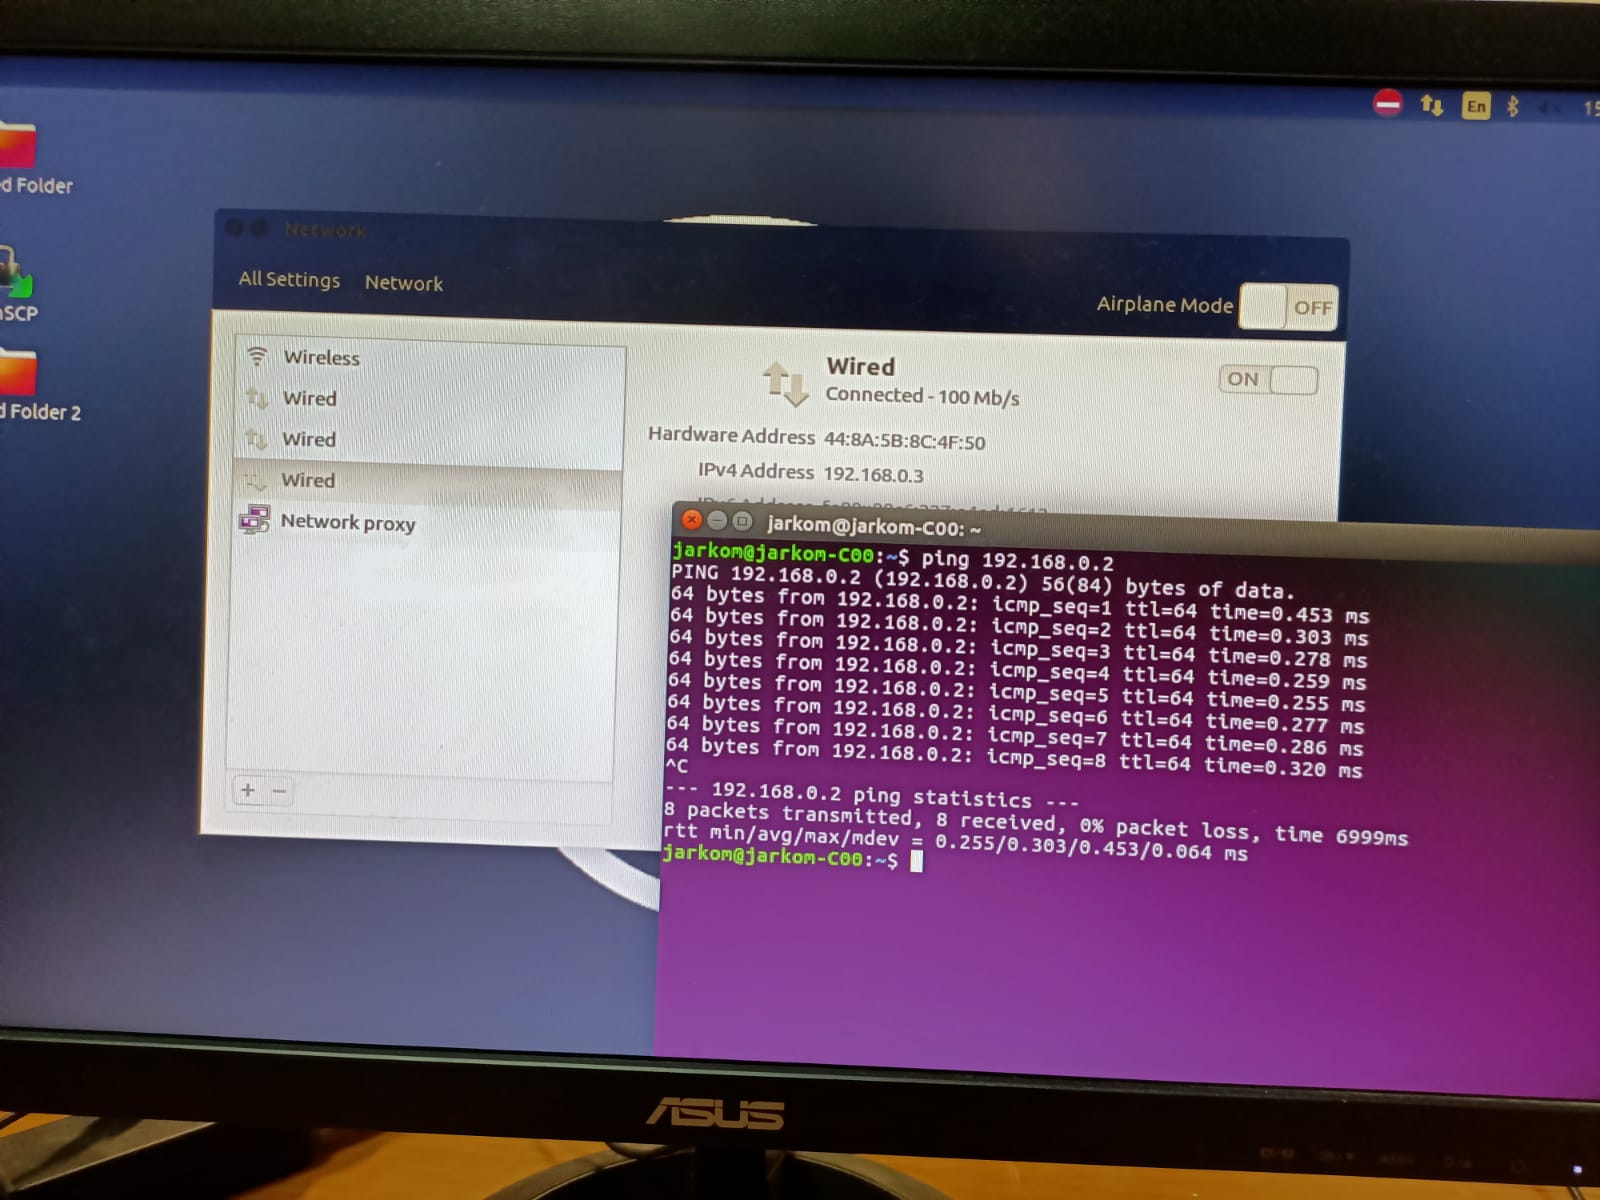 En
15
d Folder
nSCP
d Folder 2
Network
All Settings Network
Airplane Mode OFF
Wireless
Wired
Wired
Wired
Network proxy
+ −
Wired
ON
Connected - 100 Mb/s
Hardware Address 44:8A:5B:8C:4F:50
IPv4 Address 192.168.0.3
IPv6 Address
jarkom@jarkom-C00: ~
jarkom@jarkom-C00:~$ ping 192.168.0.2
PING 192.168.0.2 (192.168.0.2) 56(84) bytes of data.
64 bytes from 192.168.0.2: icmp_seq=1 ttl=64 time=0.453 ms
64 bytes from 192.168.0.2: icmp_seq=2 ttl=64 time=0.303 ms
64 bytes from 192.168.0.2: icmp_seq=3 ttl=64 time=0.278 ms
64 bytes from 192.168.0.2: icmp_seq=4 ttl=64 time=0.259 ms
64 bytes from 192.168.0.2: icmp_seq=5 ttl=64 time=0.255 ms
64 bytes from 192.168.0.2: icmp_seq=6 ttl=64 time=0.277 ms
64 bytes from 192.168.0.2: icmp_seq=7 ttl=64 time=0.286 ms
64 bytes from 192.168.0.2: icmp_seq=8 ttl=64 time=0.320 ms
^C
--- 192.168.0.2 ping statistics ---
8 packets transmitted, 8 received, 0% packet loss, time 6999ms
rtt min/avg/max/mdev = 0.255/0.303/0.453/0.064 ms
jarkom@jarkom-C00:~$
ASUS